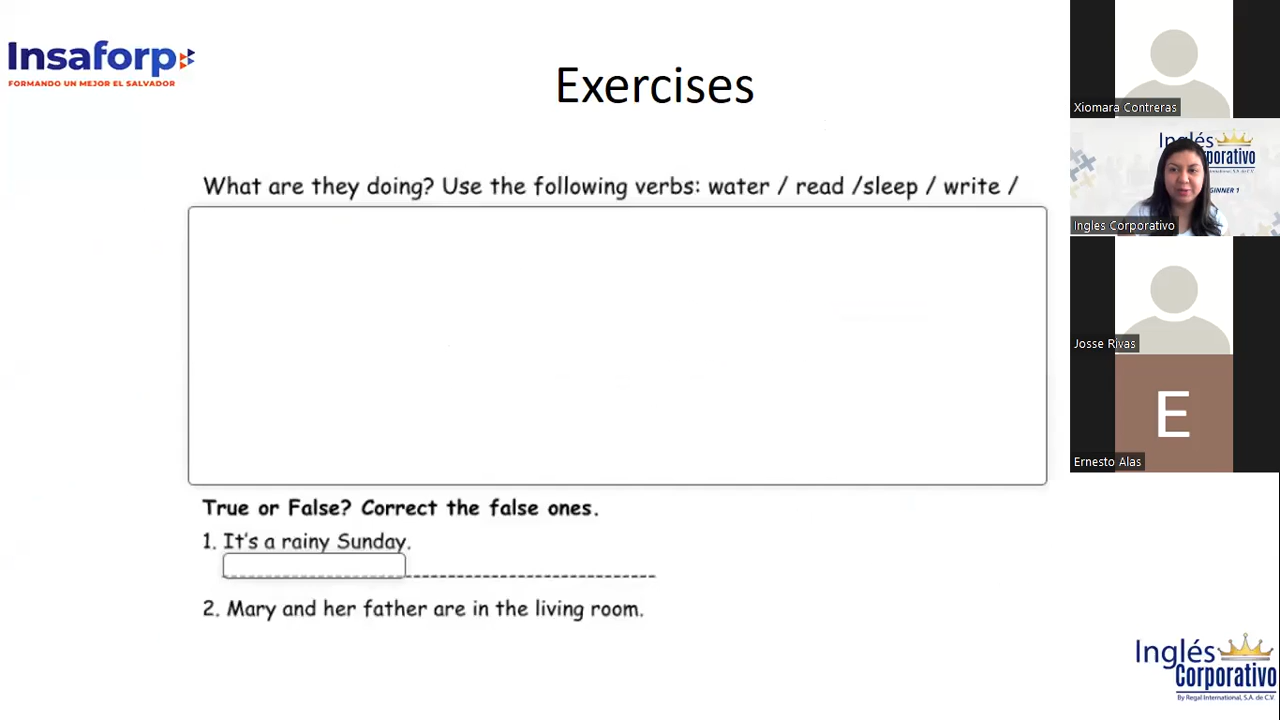 Insaforp
FORMANDO UN MEJOR EL SALVADOR
Exercises
What are they doing? Use the following verbs: water / read /sleep / write /
True or False? Correct the false ones.
1. It's a rainy Sunday.
2. Mary and her father are in the living room.
Xiomara Contreras
Inglés
Corporativo
Ingles Corporativo
Josse Rivas
E
Ernesto Alas
Inglés
Corporativo
By Regal International, S.A. de C.V.